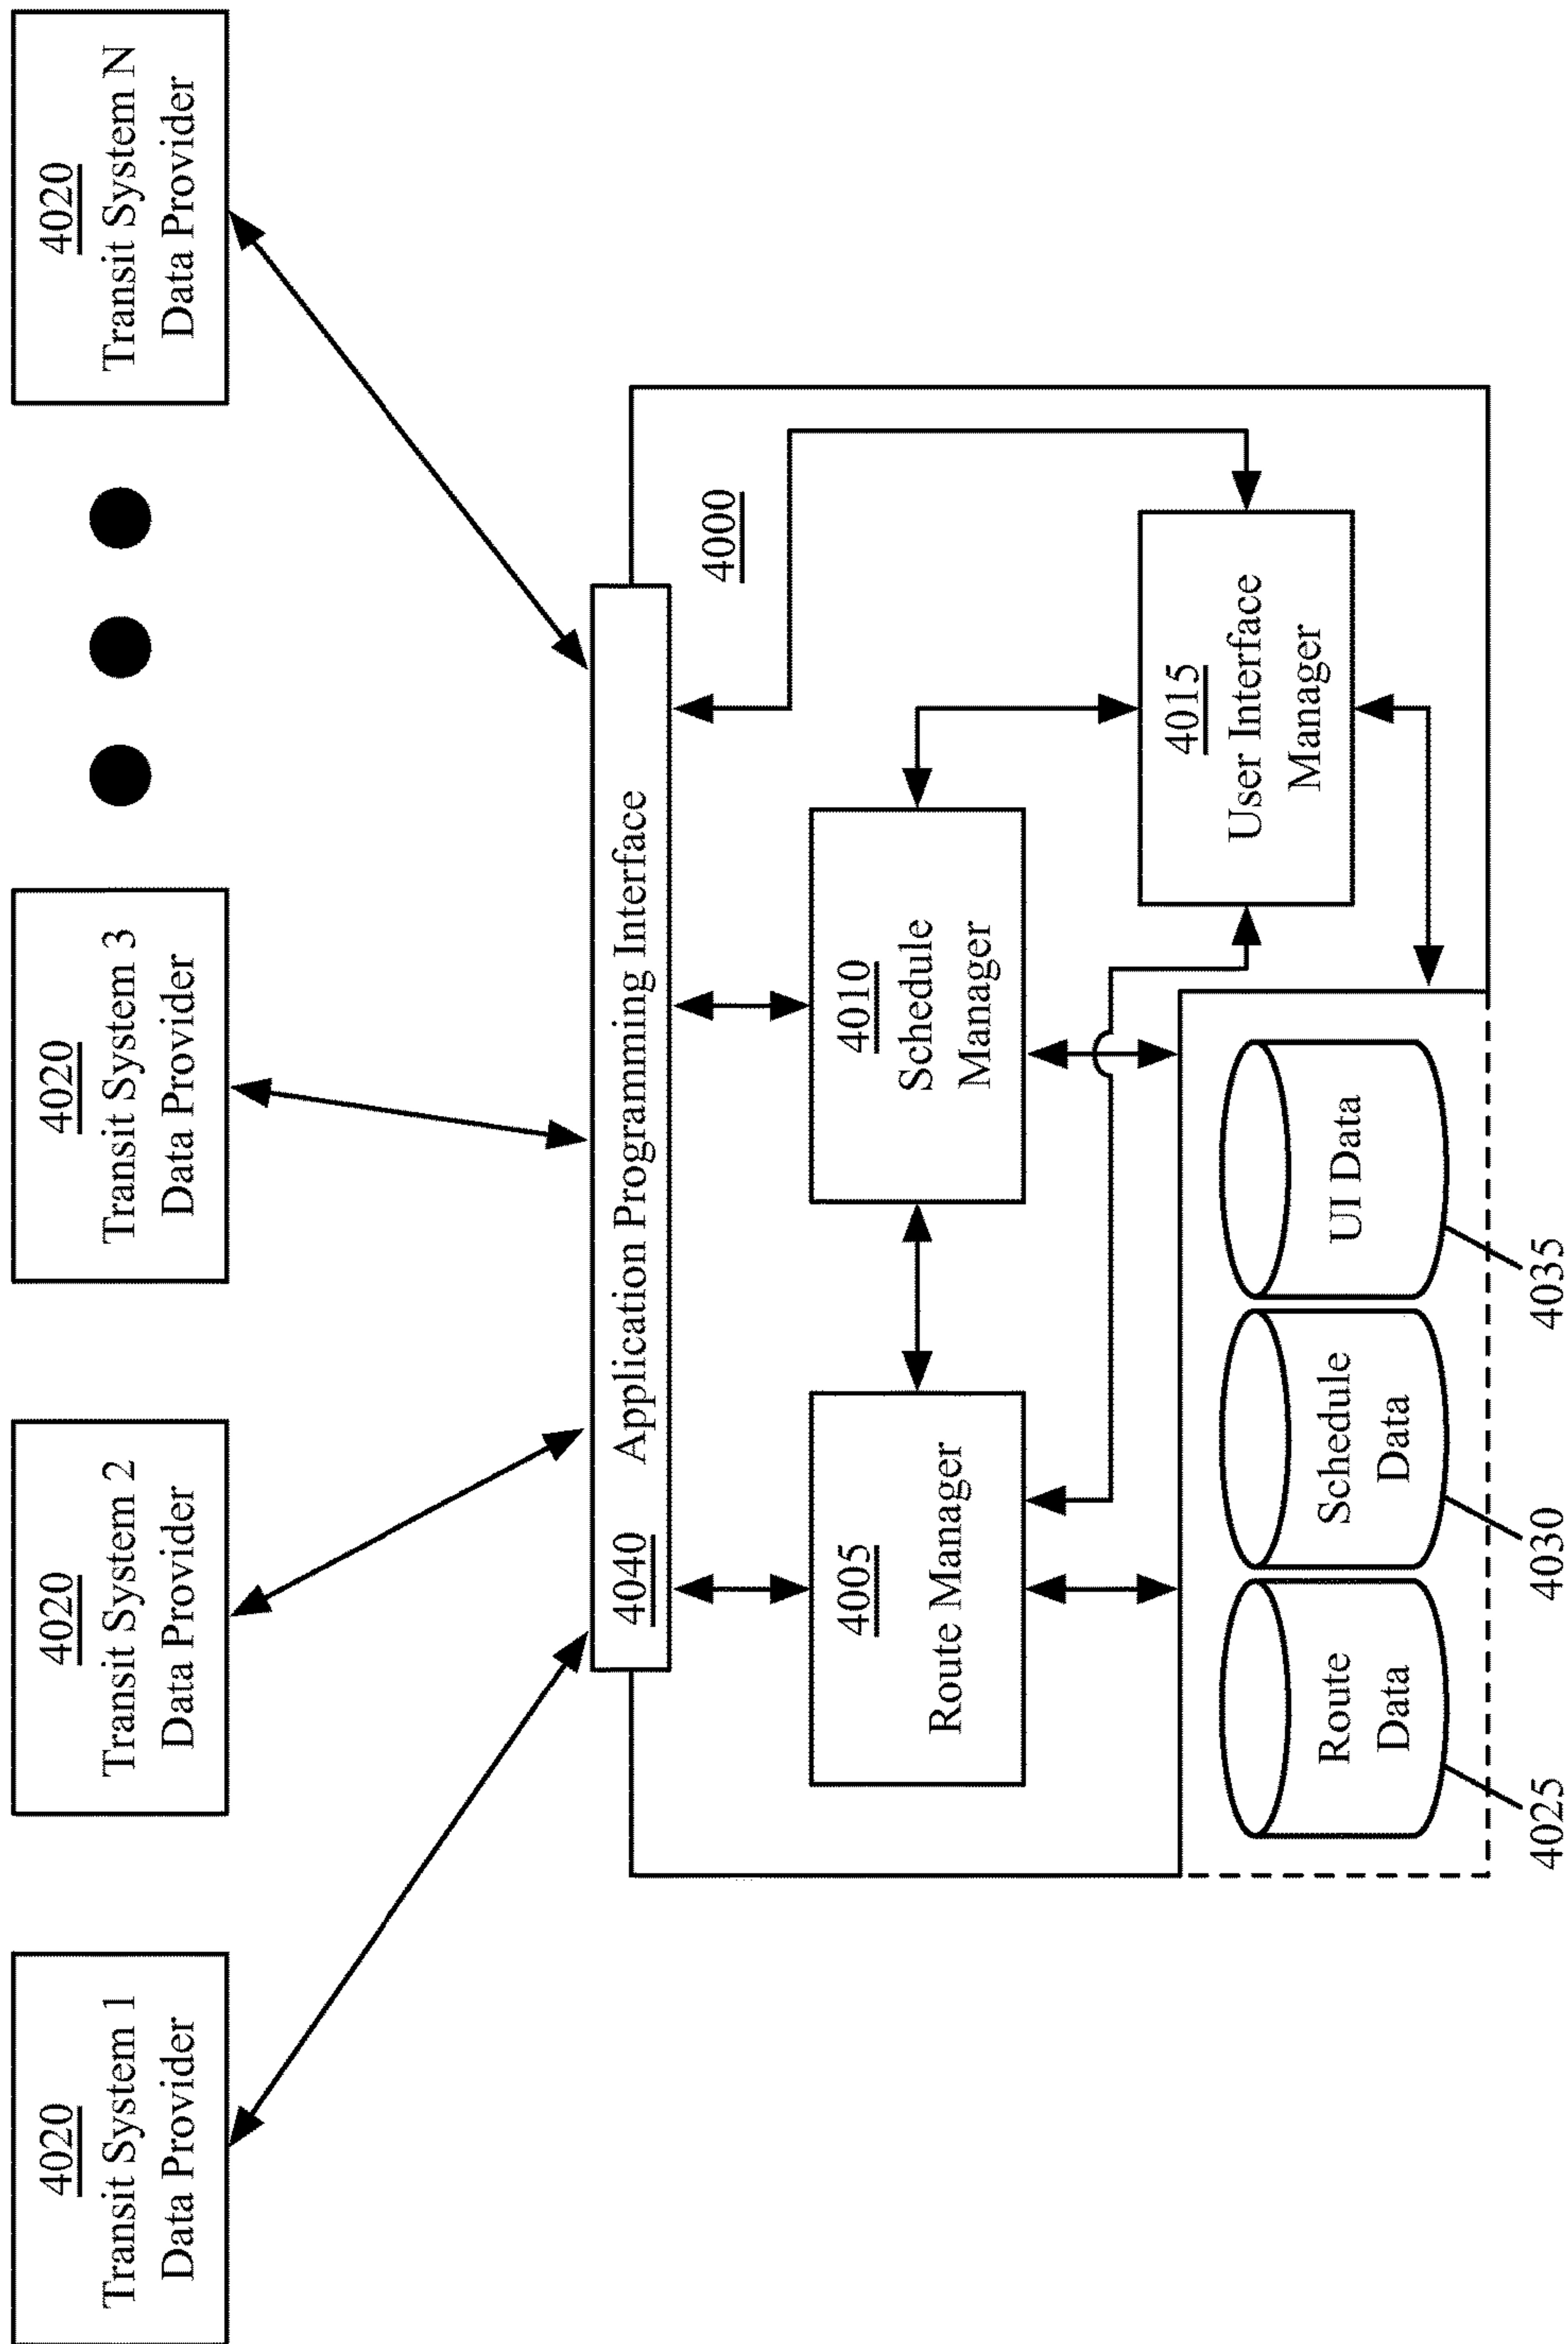 4020
Transit System 1
Data Provider
4020
Transit System 2
Data Provider
4020
Transit System 3
Data Provider
4020
Transit System N
Data Provider
4040
Application Programming Interface
4000
4005
Route Manager
4010
Schedule
Manager
4015
User Interface
Manager
Route
Data
Schedule
Data
UI Data
4025
4030
4035